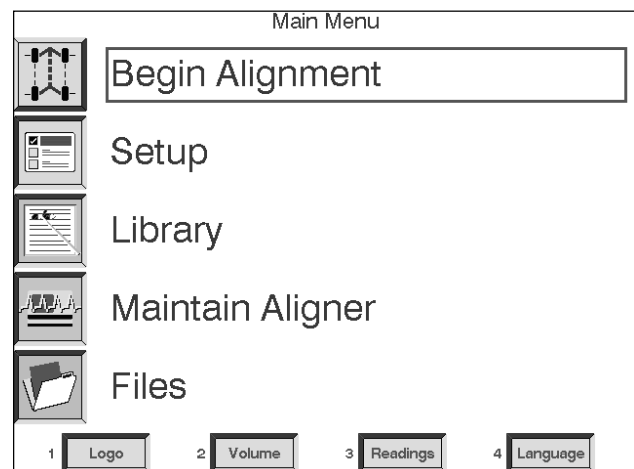 Main Menu
Begin Alignment
Setup
Library
Maintain Aligner
Files
1 Logo 2 Volume 3 Readings 4 Language